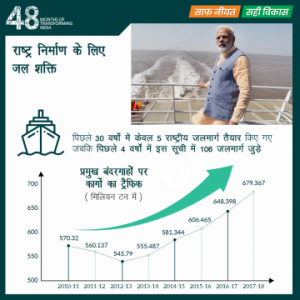 48 MONTHS OF
TRANSFORMING
INDIA
साफ नीयत सही विकास
राष्ट्र निर्माण के लिए
जल शक्ति
पिछले 30 वर्षों में केवल 5 राष्ट्रीय जलमार्ग तैयार किए गए
जबकि पिछले 4 वर्षों में इस सूची में 106 जलमार्ग जुड़े
प्रमुख बंदरगाहों पर
कार्गो का ट्रैफिक
( मिलियन टन में )
700
650
600
550
500
570.32
560.137
545.79
555.487
581.344
606.465
648.398
679.367
2010-11
2011-12
2012-13
2013-14
2014-15
2015-16
2016-17
2017-18